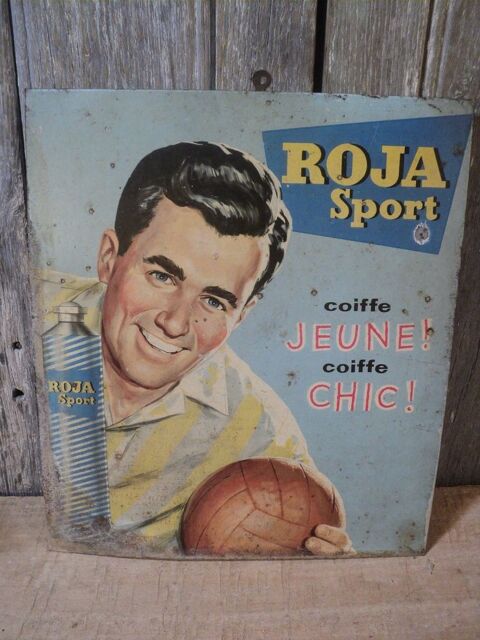 ROJA
Sport
coiffe
JEUNE!
coiffe
CHIC!
ROJA
Sport